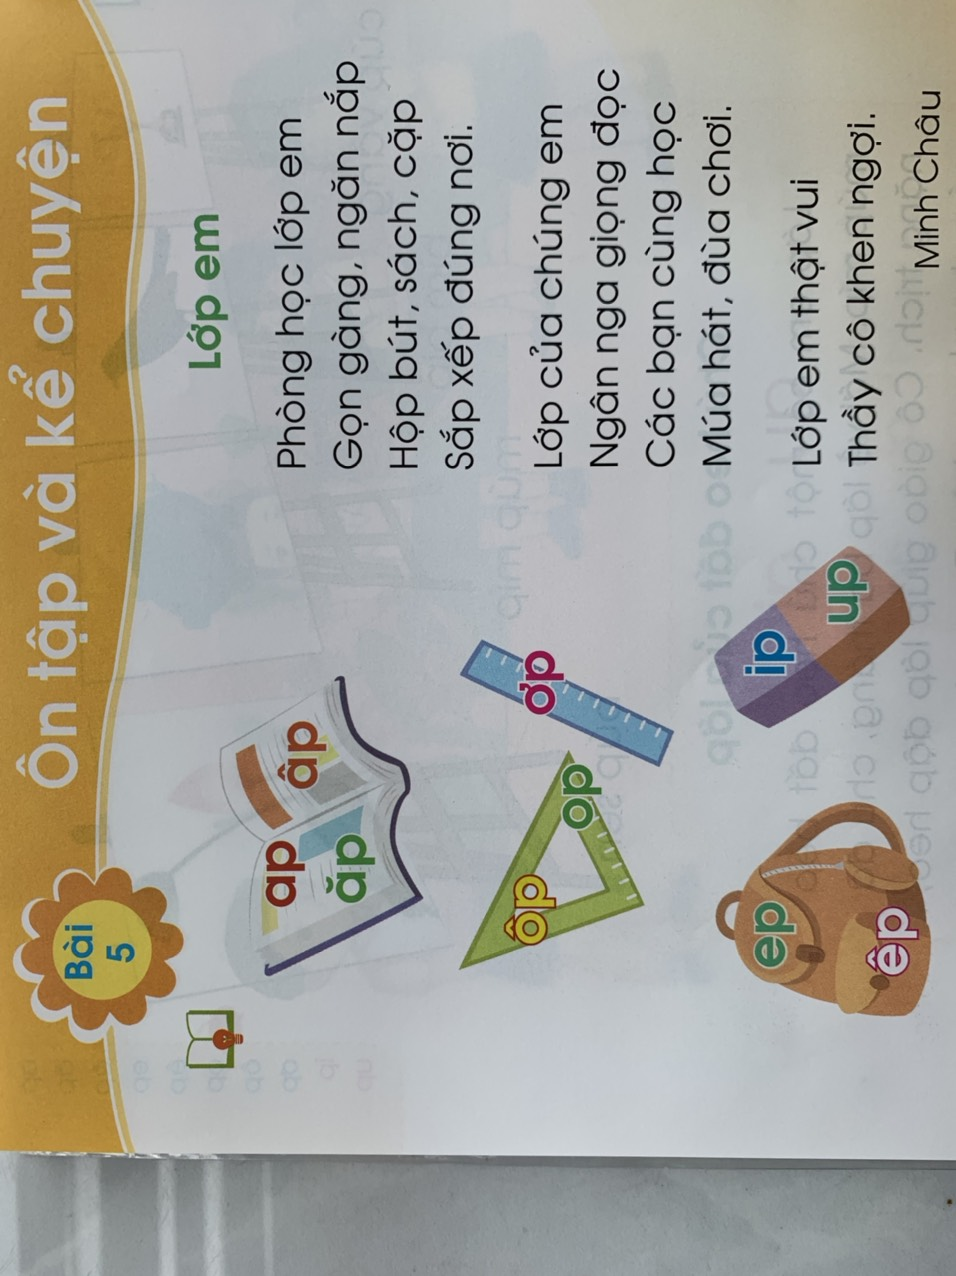 Bài
5
Ôn tập và kể chuyện
Lớp em
Phòng học lớp em
Gọn gàng, ngăn nắp
Hộp bút, sách, cặp
Sắp xếp đúng nơi.
Lớp của chúng em
Ngân nga giọng đọc
Các bạn cùng học
Múa hát, đùa chơi.
Lớp em thật vui
Thầy cô khen ngợi.
Minh Châu
ap
âp
ăp
ơp
ôp
op
ip
up
ep
êp